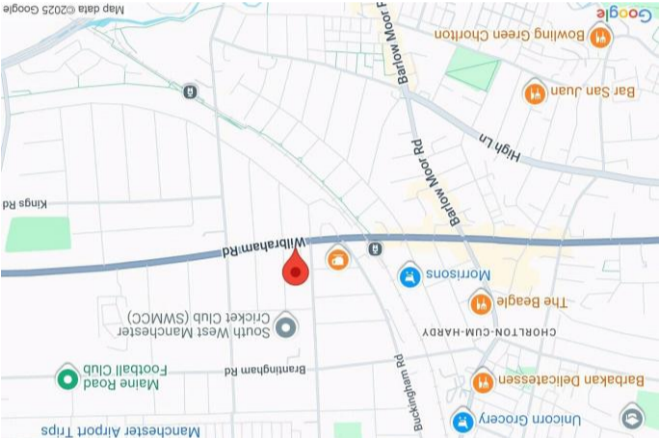 Manchester Airport Trips
Unicorn Grocery
Maine Road
Football Club
Brantingham Rd
Buckingham Rd
Barbakan Delicatessen
South West Manchester
Cricket Club (SWMCC)
CHORLTON-CUM-HARDY
The Beagle
Morrisons
Wilbraham Rd
Kings Rd
Barlow Moor Rd
High Ln
Bar San Juan
Bowling Green Chorlton
Barlow Moor R
Google
Map data ©2025 Google